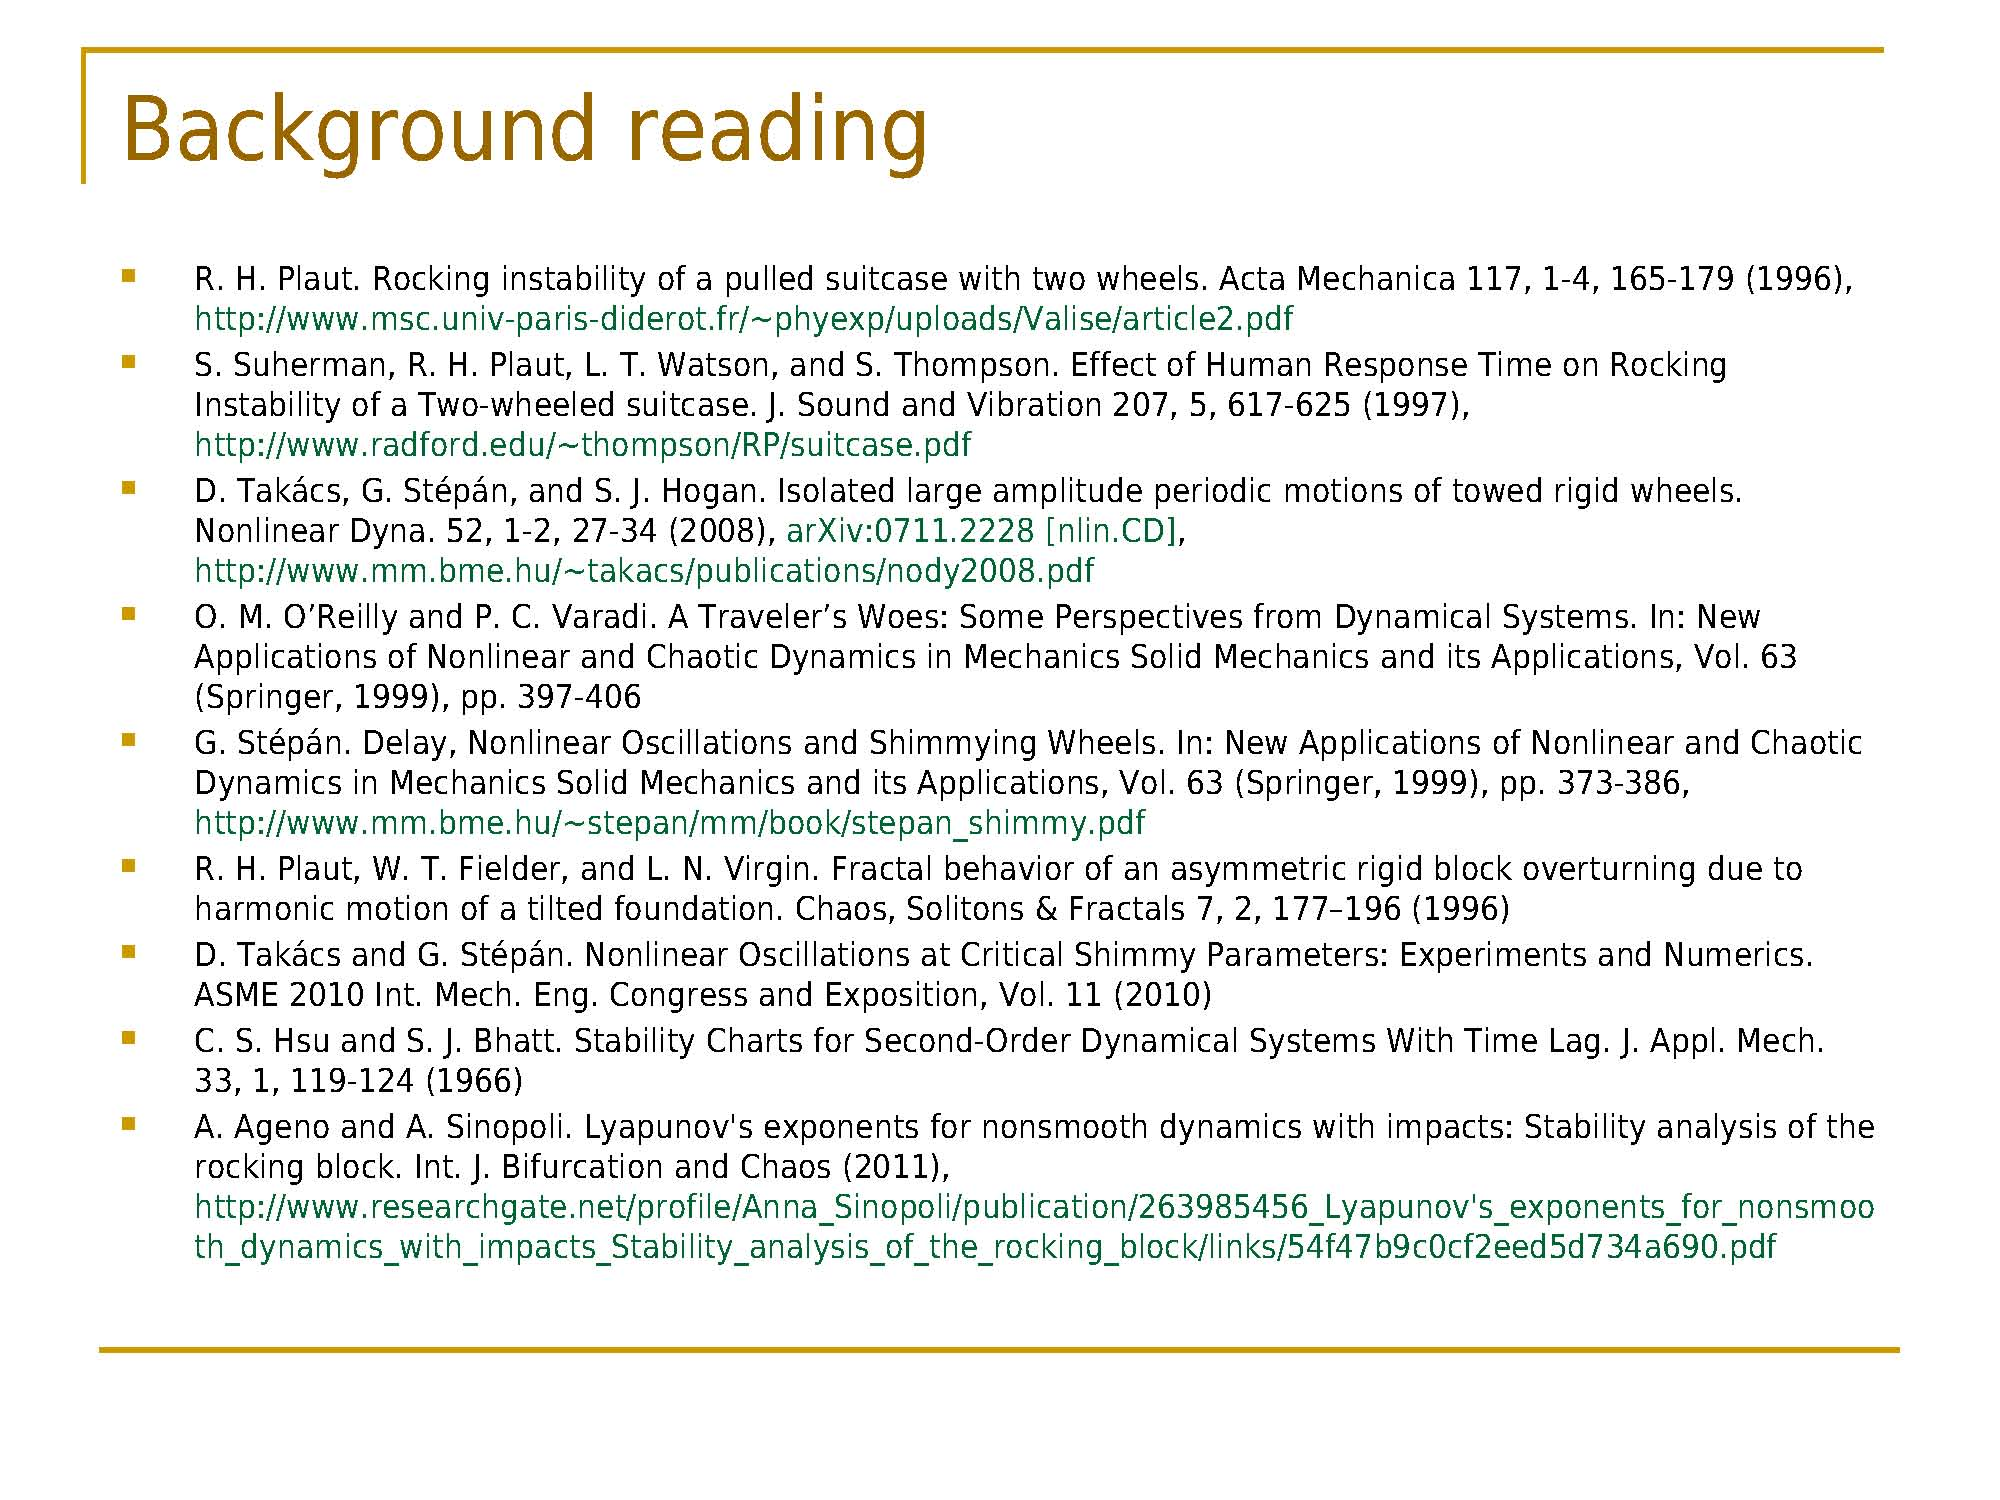 Background reading
R. H. Plaut. Rocking instability of a pulled suitcase with two wheels. Acta Mechanica 117, 1-4, 165-179 (1996),
http://www.msc.univ-paris-diderot.fr/~phyexp/uploads/Valise/article2.pdf
S. Suherman, R. H. Plaut, L. T. Watson, and S. Thompson. Effect of Human Response Time on Rocking
Instability of a Two-wheeled suitcase. J. Sound and Vibration 207, 5, 617-625 (1997),
http://www.radford.edu/~thompson/RP/suitcase.pdf
D. Takács, G. Stépán, and S. J. Hogan. Isolated large amplitude periodic motions of towed rigid wheels.
Nonlinear Dyna. 52, 1-2, 27-34 (2008), arXiv:0711.2228 [nlin.CD],
http://www.mm.bme.hu/~takacs/publications/nody2008.pdf
O. M. O’Reilly and P. C. Varadi. A Traveler’s Woes: Some Perspectives from Dynamical Systems. In: New
Applications of Nonlinear and Chaotic Dynamics in Mechanics Solid Mechanics and its Applications, Vol. 63
(Springer, 1999), pp. 397-406
G. Stépán. Delay, Nonlinear Oscillations and Shimmying Wheels. In: New Applications of Nonlinear and Chaotic
Dynamics in Mechanics Solid Mechanics and its Applications, Vol. 63 (Springer, 1999), pp. 373-386,
http://www.mm.bme.hu/~stepan/mm/book/stepan_shimmy.pdf
R. H. Plaut, W. T. Fielder, and L. N. Virgin. Fractal behavior of an asymmetric rigid block overturning due to
harmonic motion of a tilted foundation. Chaos, Solitons & Fractals 7, 2, 177–196 (1996)
D. Takács and G. Stépán. Nonlinear Oscillations at Critical Shimmy Parameters: Experiments and Numerics.
ASME 2010 Int. Mech. Eng. Congress and Exposition, Vol. 11 (2010)
C. S. Hsu and S. J. Bhatt. Stability Charts for Second-Order Dynamical Systems With Time Lag. J. Appl. Mech.
33, 1, 119-124 (1966)
A. Ageno and A. Sinopoli. Lyapunov's exponents for nonsmooth dynamics with impacts: Stability analysis of the
rocking block. Int. J. Bifurcation and Chaos (2011),
http://www.researchgate.net/profile/Anna_Sinopoli/publication/263985456_Lyapunov's_exponents_for_nonsmoo
th_dynamics_with_impacts_Stability_analysis_of_the_rocking_block/links/54f47b9c0cf2eed5d734a690.pdf